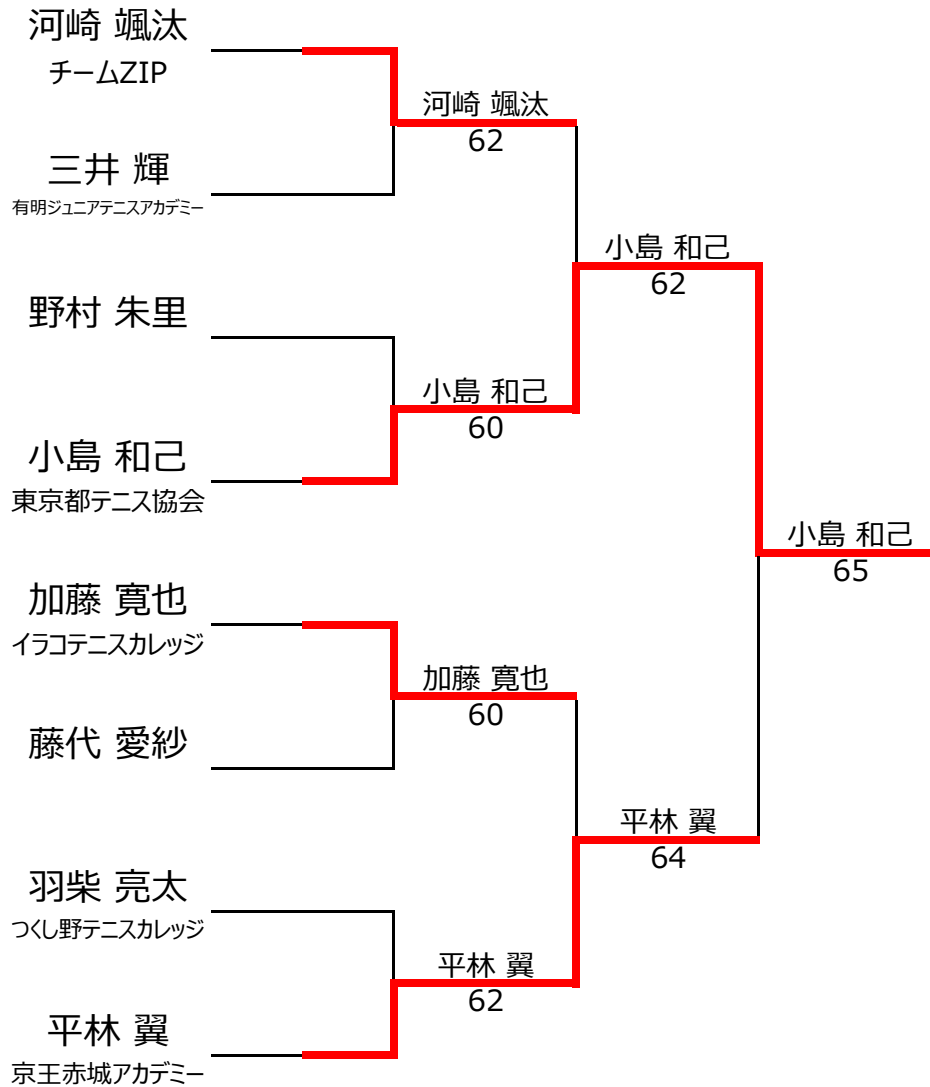 河崎 颯汰
チームZIP
三井 輝
有明ジュニアテニスアカデミー
野村 朱里
小島 和己
東京都テニス協会
加藤 寛也
イラコテニスカレッジ
藤代 愛紗
羽柴 亮太
つくし野テニスカレッジ
平林 翼
京王赤城アカデミー
河崎 颯汰
62
小島 和己
60
加藤 寛也
60
平林 翼
62
小島 和己
62
平林 翼
64
小島 和己
65